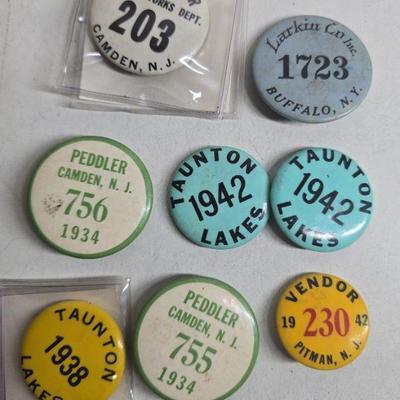 WORKS DEPT.
203
CAMDEN, N.J.
Larkin Co Inc.
1723
BUFFALO, N.Y.
PEDDLER
CAMDEN, N. J.
756
1934
TAUNTON
1942
LAKES
TAUNTON
1942
LAKES
TAUNTON
1938
LAKES
PEDDLER
CAMDEN, N. J.
755
1934
VENDOR
19 230 42
PITMAN, N. J.